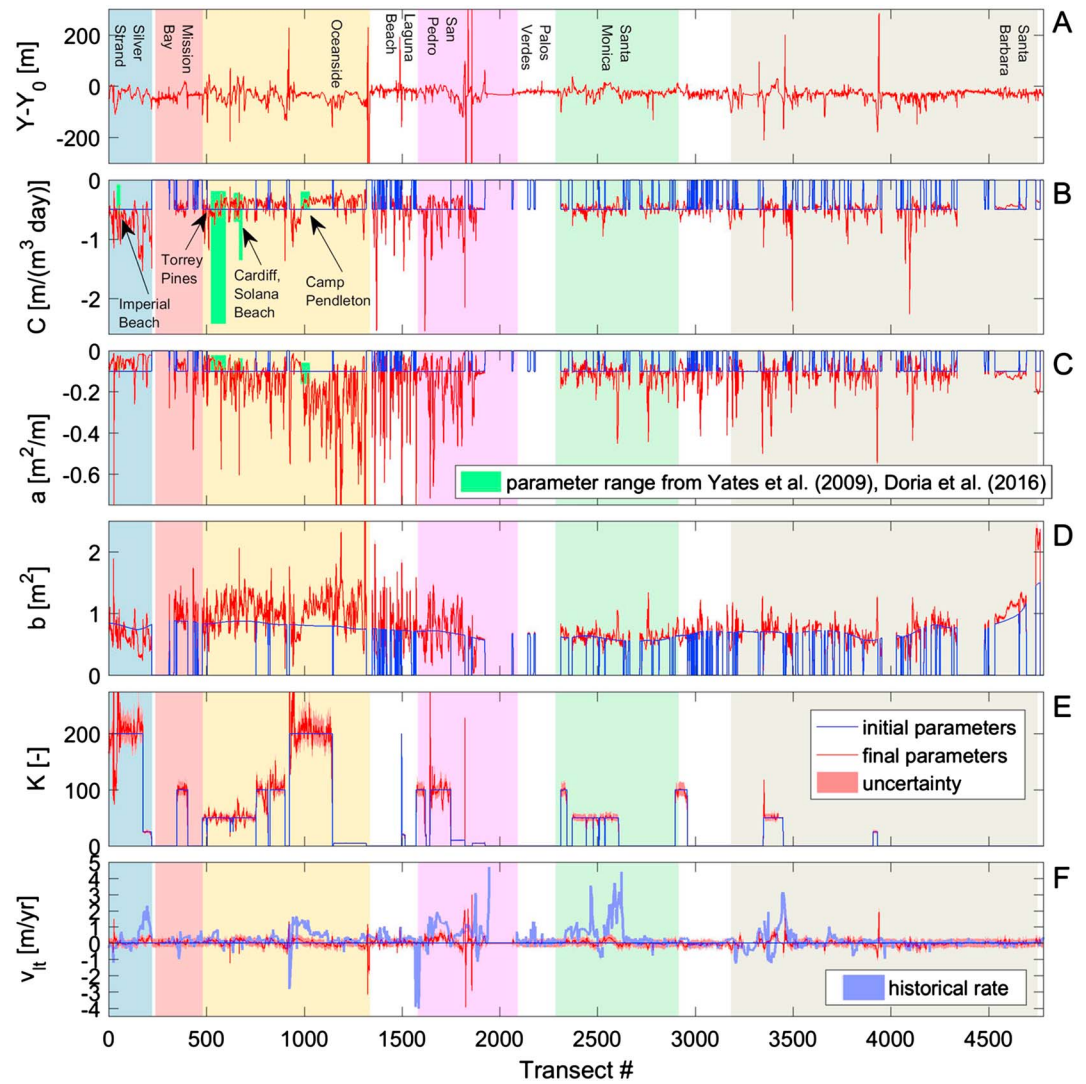 A
Y-Y0 [m]
200
0
-200
Silver
Strand
Mission
Bay
Oceanside
Laguna
Beach
San
Pedro
Palos
Verdes
Santa
Monica
Santa
Barbara
B
C [m/(m3 day)]
0
-1
-2
Imperial
Beach
Torrey
Pines
Cardiff,
Solana
Beach
Camp
Pendleton
C
a [m2/m]
0
-0.2
-0.4
-0.6
parameter range from Yates et al. (2009), Doria et al. (2016)
D
b [m2]
2
1
0
E
K [-]
200
100
0
initial parameters
final parameters
uncertainty
F
vlt [m/yr]
5
4
3
2
1
0
-1
-2
-3
-4
historical rate
0 500 1000 1500 2000 2500 3000 3500 4000 4500
Transect #